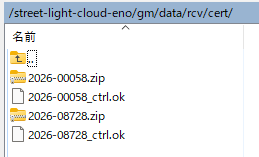 /street-light-cloud-eno/gm/data/rcv/cert/
名前
..
2026-00058.zip
2026-00058_ctrl.ok
2026-08728.zip
2026-08728_ctrl.ok